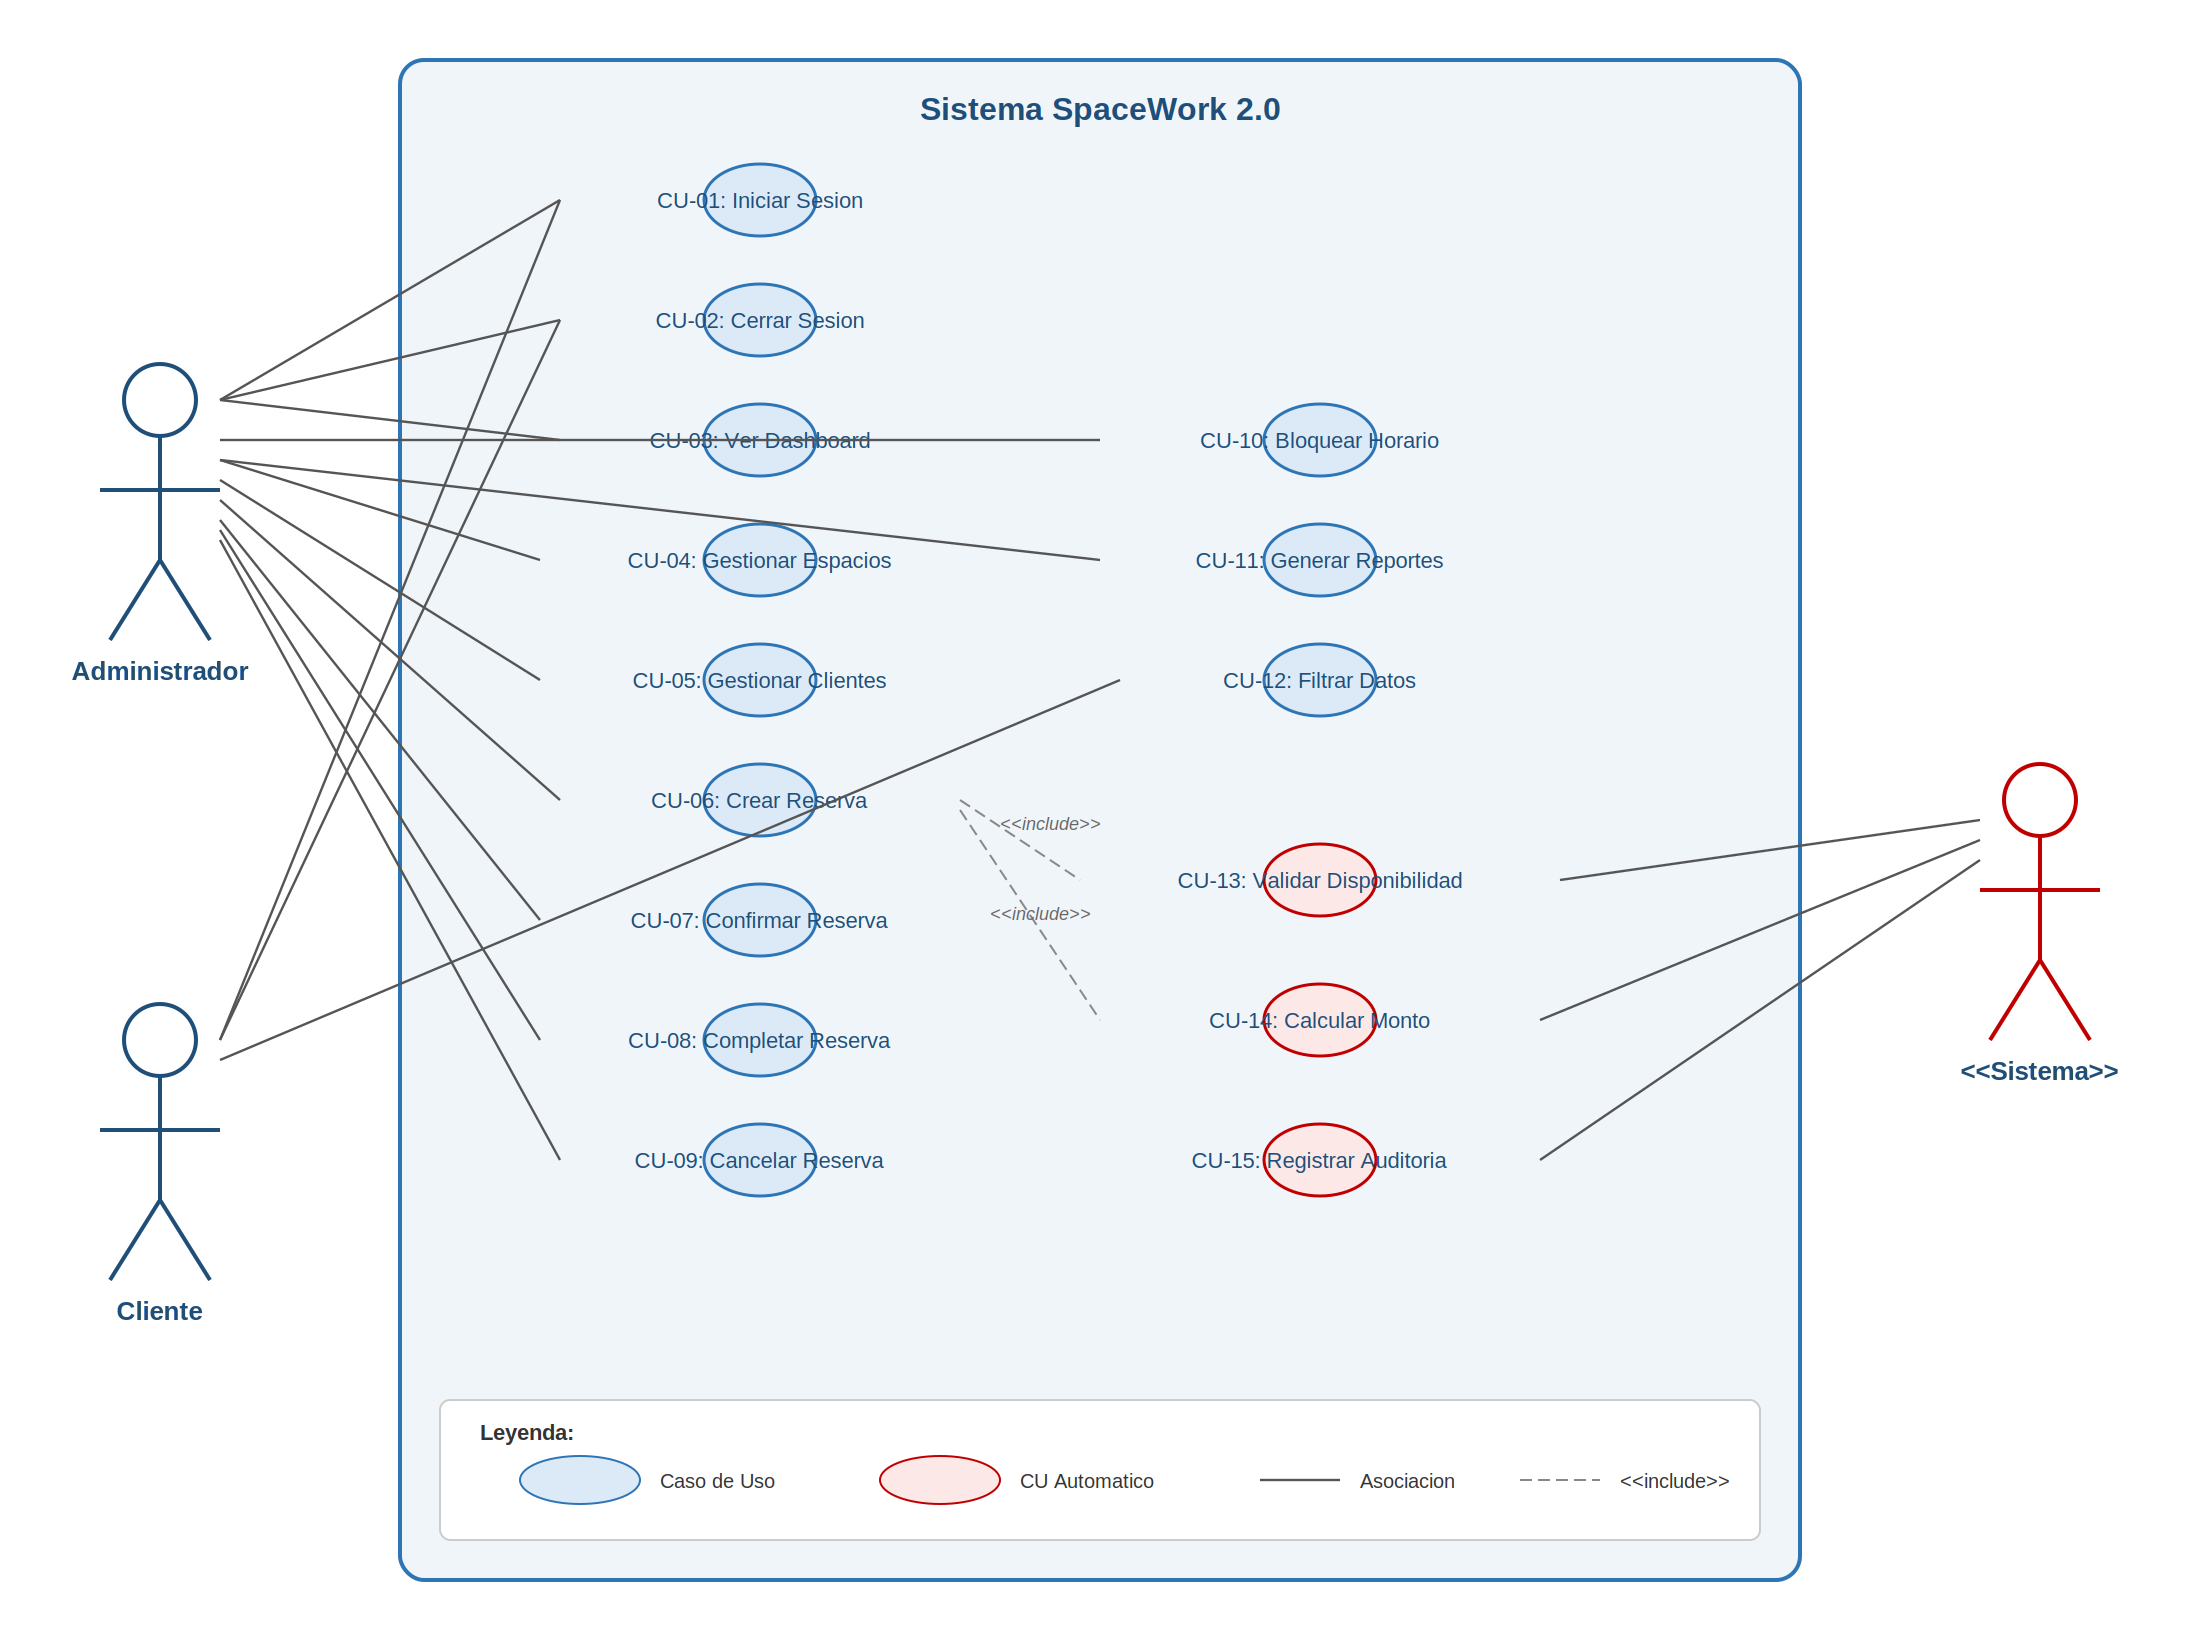 Sistema SpaceWork 2.0
CU-01: Iniciar Sesion
CU-02: Cerrar Sesion
CU-03: Ver Dashboard
CU-10: Bloquear Horario
CU-04: Gestionar Espacios
CU-11: Generar Reportes
Administrador
CU-05: Gestionar Clientes
CU-12: Filtrar Datos
CU-06: Crear Reserva
<<include>>
CU-13: Validar Disponibilidad
<<include>>
CU-07: Confirmar Reserva
CU-14: Calcular Monto
CU-08: Completar Reserva
<<Sistema>>
CU-09: Cancelar Reserva
CU-15: Registrar Auditoria
Cliente
Leyenda:
Caso de Uso
CU Automatico
Asociacion
<<include>>